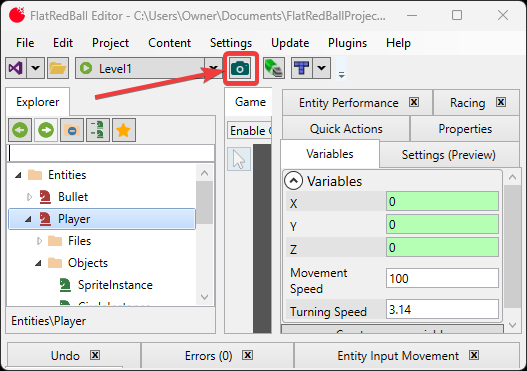 FlatRedBall Editor - C:\Users\Owner\Documents\FlatRedBallProjec...
File Edit Project Content Settings Update Plugins Help
Level1
Explorer
Game
Enable
Entity Performance
Racing
Quick Actions
Properties
Variables
Settings (Preview)
Entities
Bullet
Player
Files
Objects
SpriteInstance
Entities\Player
Variables
X 0
Y 0
Z 0
Movement Speed 100
Turning Speed 3.14
Undo
Errors (0)
Entity Input Movement